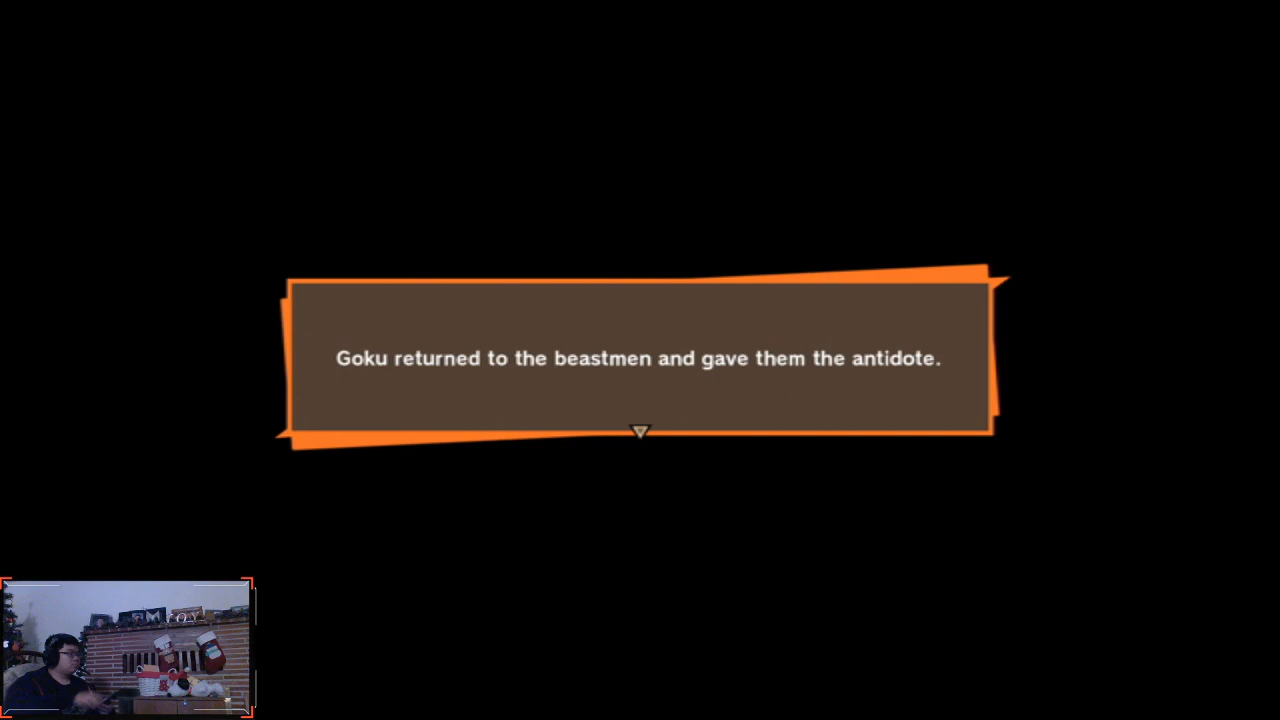 Goku returned to the beastmen and gave them the antidote.